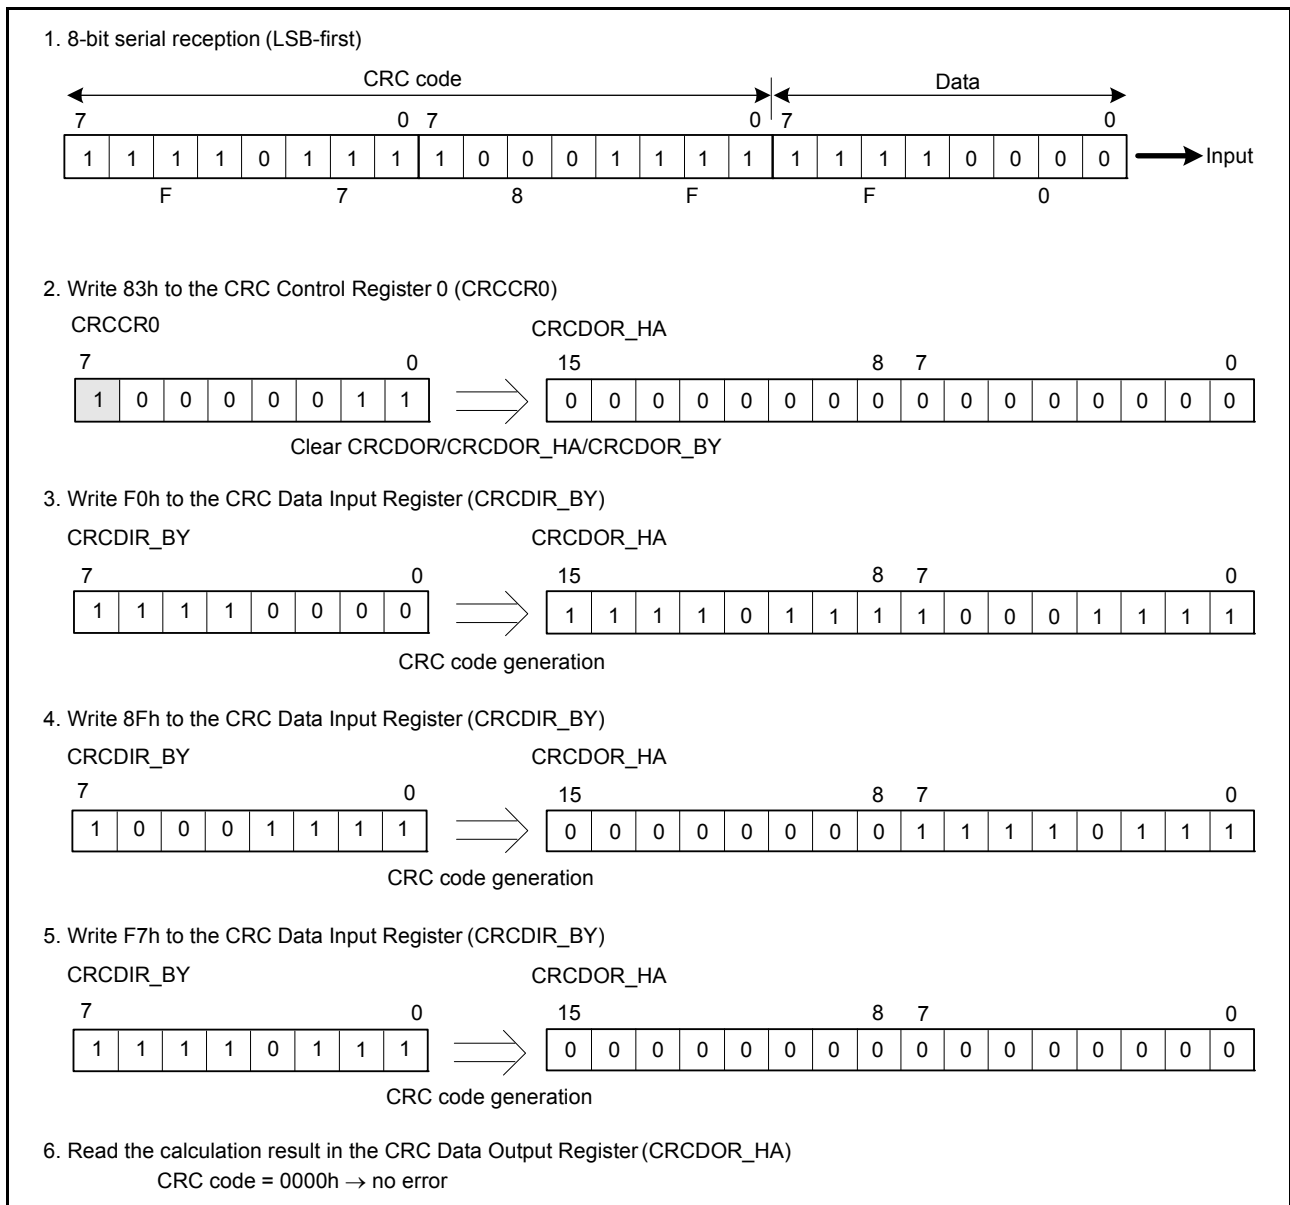 1. 8-bit serial reception (LSB-first)
CRC code Data
7 0 7 0 7 0
1 1 1 1 0 1 1 1 1 0 0 0 1 1 1 1 1 1 1 1 0 0 0 0 Input
F 7 8 F F 0
2. Write 83h to the CRC Control Register 0 (CRCCR0)
CRCCR0 CRCDOR_HA
7 0 15 8 7 0
1 0 0 0 0 0 1 1 0 0 0 0 0 0 0 0 0 0 0 0 0 0 0 0
Clear CRCDOR/CRCDOR_HA/CRCDOR_BY
3. Write F0h to the CRC Data Input Register (CRCDIR_BY)
CRCDIR_BY CRCDOR_HA
7 0 15 8 7 0
1 1 1 1 0 0 0 0 1 1 1 1 0 1 1 1 1 0 0 0 1 1 1 1
CRC code generation
4. Write 8Fh to the CRC Data Input Register (CRCDIR_BY)
CRCDIR_BY CRCDOR_HA
7 0 15 8 7 0
1 0 0 0 1 1 1 1 0 0 0 0 0 0 0 0 1 1 1 1 0 1 1 1
CRC code generation
5. Write F7h to the CRC Data Input Register (CRCDIR_BY)
CRCDIR_BY CRCDOR_HA
7 0 15 8 7 0
1 1 1 1 0 1 1 1 0 0 0 0 0 0 0 0 0 0 0 0 0 0 0 0
CRC code generation
6. Read the calculation result in the CRC Data Output Register (CRCDOR_HA)
CRC code = 0000h → no error